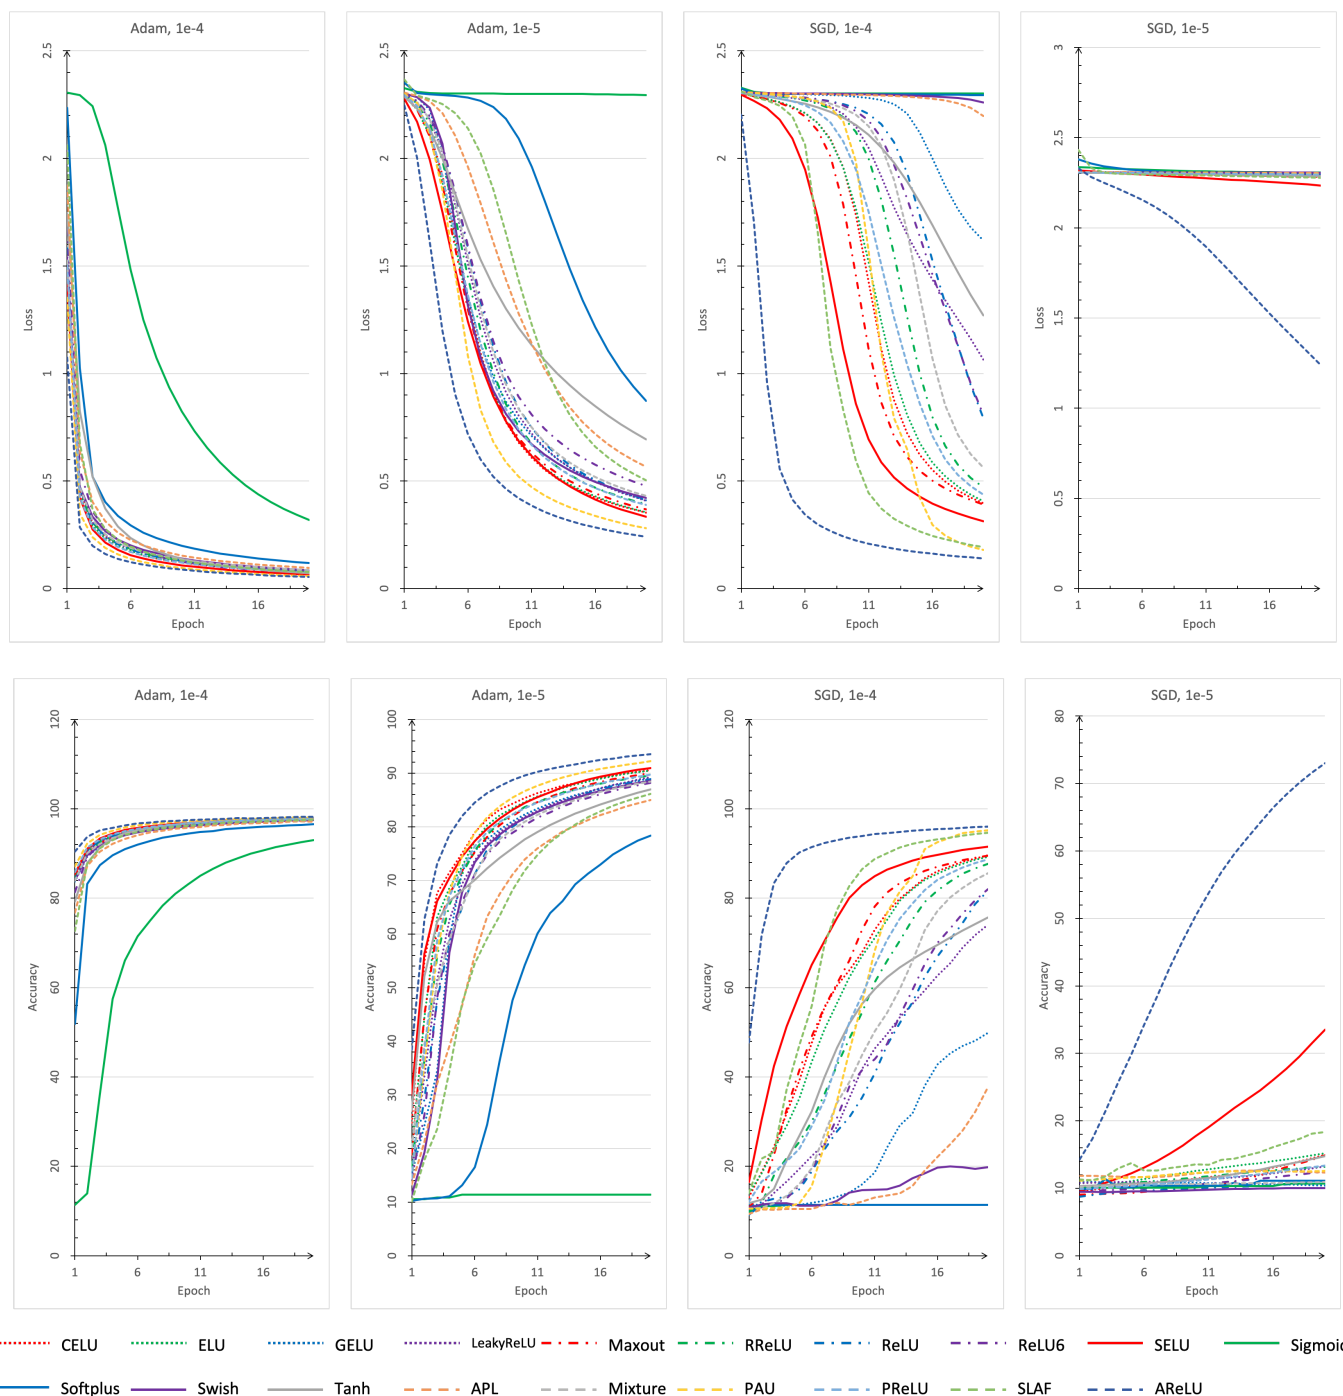 Adam, 1e-4
2.5
2
1.5
1
0.5
0
Loss
1 6 11 16
Epoch
Adam, 1e-5
2.5
2
1.5
1
0.5
0
Loss
1 6 11 16
Epoch
SGD, 1e-4
2.5
2
1.5
1
0.5
0
Loss
1 6 11 16
Epoch
SGD, 1e-5
3
2.5
2
1.5
1
0.5
0
Loss
1 6 11 16
Epoch
Adam, 1e-4
120
100
80
60
40
20
0
Accuracy
1 6 11 16
Epoch
Adam, 1e-5
100
90
80
70
60
50
40
30
20
10
0
Accuracy
1 6 11 16
Epoch
SGD, 1e-4
120
100
80
60
40
20
0
Accuracy
1 6 11 16
Epoch
SGD, 1e-5
80
70
60
50
40
30
20
10
0
Accuracy
1 6 11 16
Epoch
CELU ELU GELU LeakyReLU Maxout RReLU ReLU ReLU6 SELU Sigmoid
Softplus Swish Tanh APL Mixture PAU PReLU SLAF AReLU